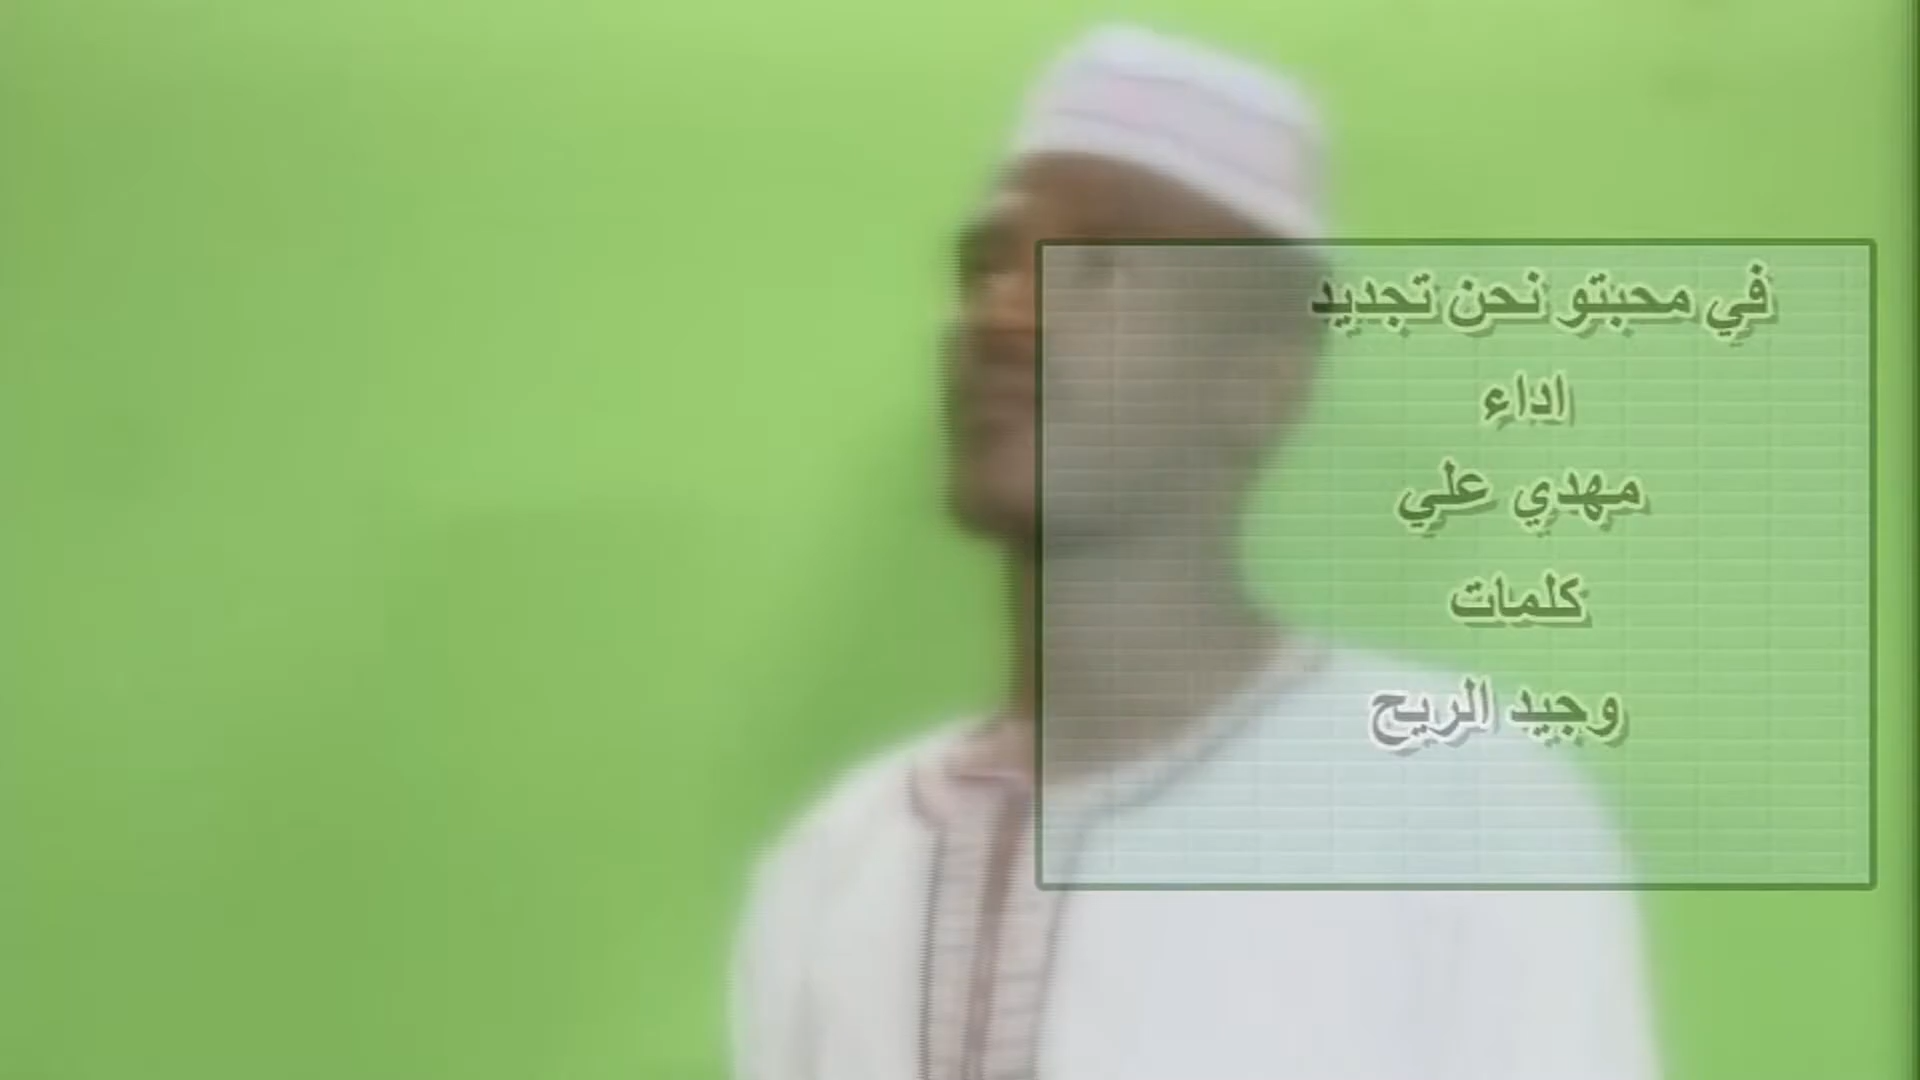 في محبتو نحن تجديد
اداء
مهدي علي
كلمات
وجيد الريح